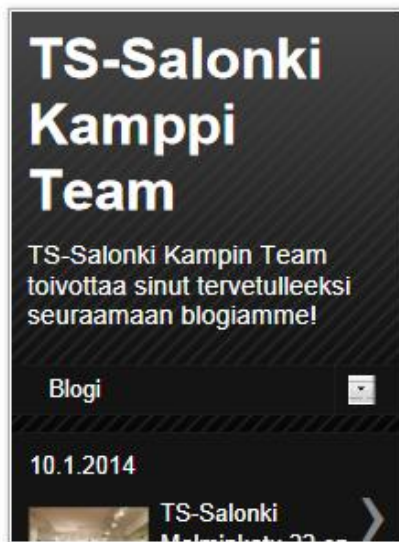 TS-Salonki
Kamppi
Team
TS-Salonki Kampin Team
toivottaa sinut tervetulleeksi
seuraamaan blogiamme!
Blogi
10.1.2014
TS-Salonki